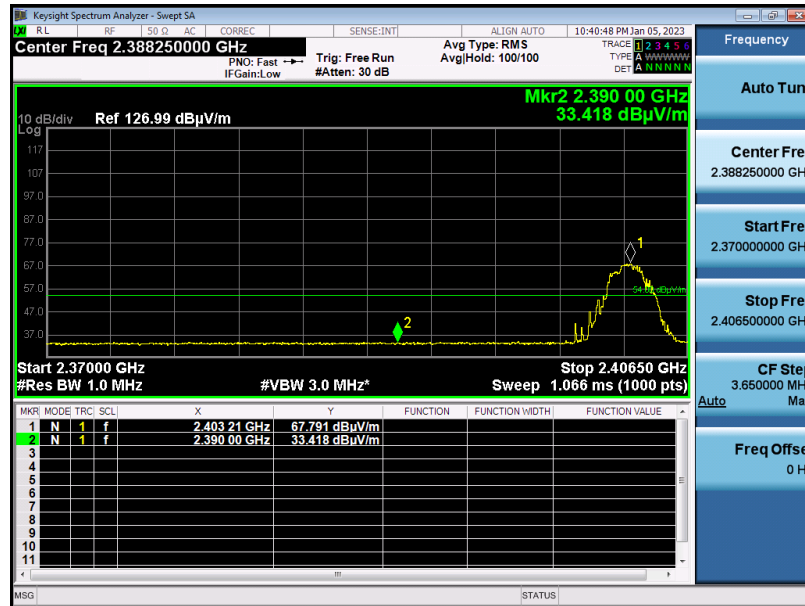 Keysight Spectrum Analyzer - Swept SA
LXI RL RF 50 Ω AC CORREC SENSE:INT ALIGN AUTO 10:40:48 PM Jan 05, 2023
Center Freq 2.388250000 GHz
PNO: Fast
IFGain:Low
Trig: Free Run
#Atten: 30 dB
Avg Type: RMS
Avg|Hold: 100/100
TRACE 1 2 3 4 5 6
TYPE A WWWWW
DET A N N N N N
Mkr2 2.390 00 GHz
33.418 dBµV/m
10 dB/div Ref 126.99 dBµV/m
Log
117
107
97.0
87.0
77.0
67.0
57.0
47.0
37.0
1
2
Start 2.37000 GHz Stop 2.40650 GHz
#Res BW 1.0 MHz #VBW 3.0 MHz* Sweep 1.066 ms (1000 pts)
MKR MODE TRC SCL X Y FUNCTION FUNCTION WIDTH FUNCTION VALUE
1 N 1 f 2.403 21 GHz 67.791 dBµV/m
2 N 1 f 2.390 00 GHz 33.418 dBµV/m
3
4
5
6
7
8
9
10
11
MSG STATUS
Frequency
Auto Tun
Center Fre
2.388250000 GH
Start Fre
2.370000000 GH
Stop Fre
2.406500000 GH
CF Ste
3.650000 MH
Auto Ma
Freq Offse
0 H